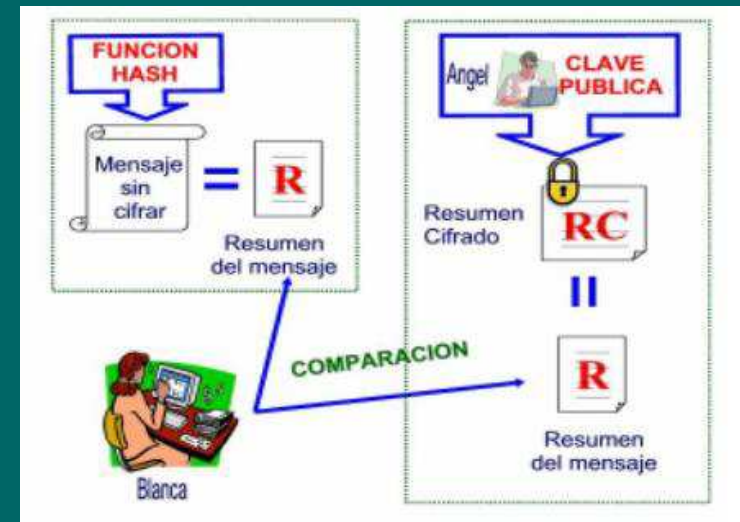 FUNCION
HASH
Mensaje
sin
cifrar
R
Resumen
del mensaje
Angel
CLAVE
PUBLICA
Resumen
Cifrado
RC
R
Resumen
del mensaje
COMPARACION
Blanca